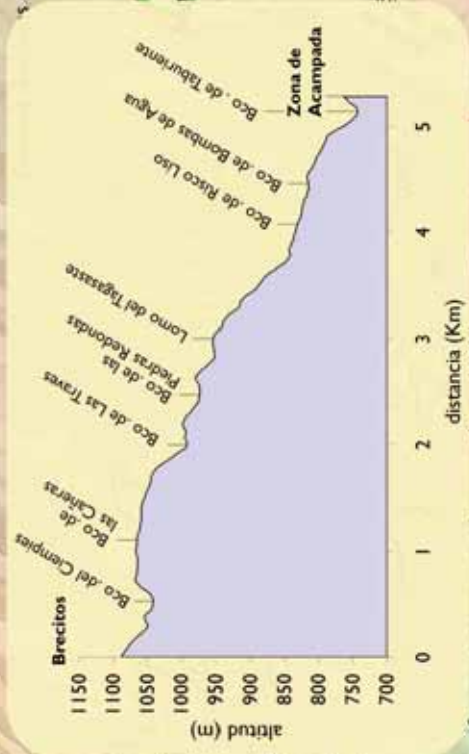 Brecitos
Bco .del Ciempies
Bco .de
las Cañeras
Bco .de Las Traves
Bco .de las
Piedras Redondas
Lomo del Tagasaste
Bco .de Risco Liso
Bco .de Bombas de Agua
Bco . de Taburiente
Zona de
Acampada
altitud (m)
1150
1100
1050
1000
950
900
850
800
750
700
0 1 2 3 4 5
distancia (Km)